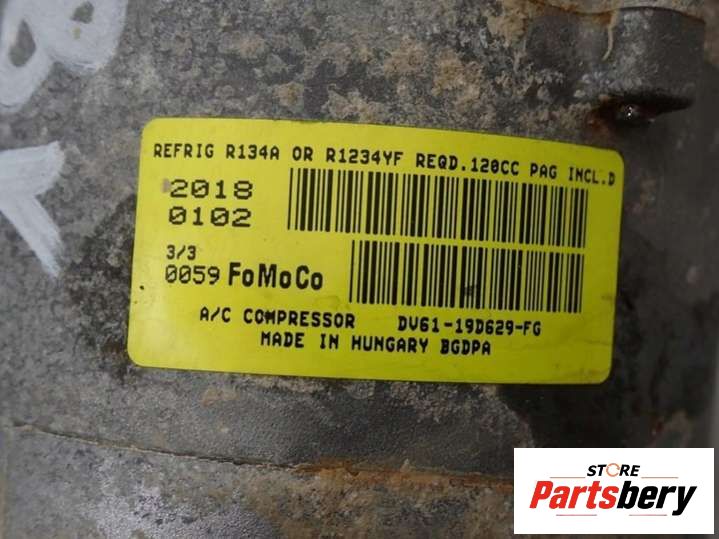 REFRIG R134A OR R1234YF REQD.120CC PAG INCL.D
2018
0102
3/3
0059 FoMoCo
A/C COMPRESSOR DV61-19D629-FG
MADE IN HUNGARY BGDPA
STORE
Partsbery